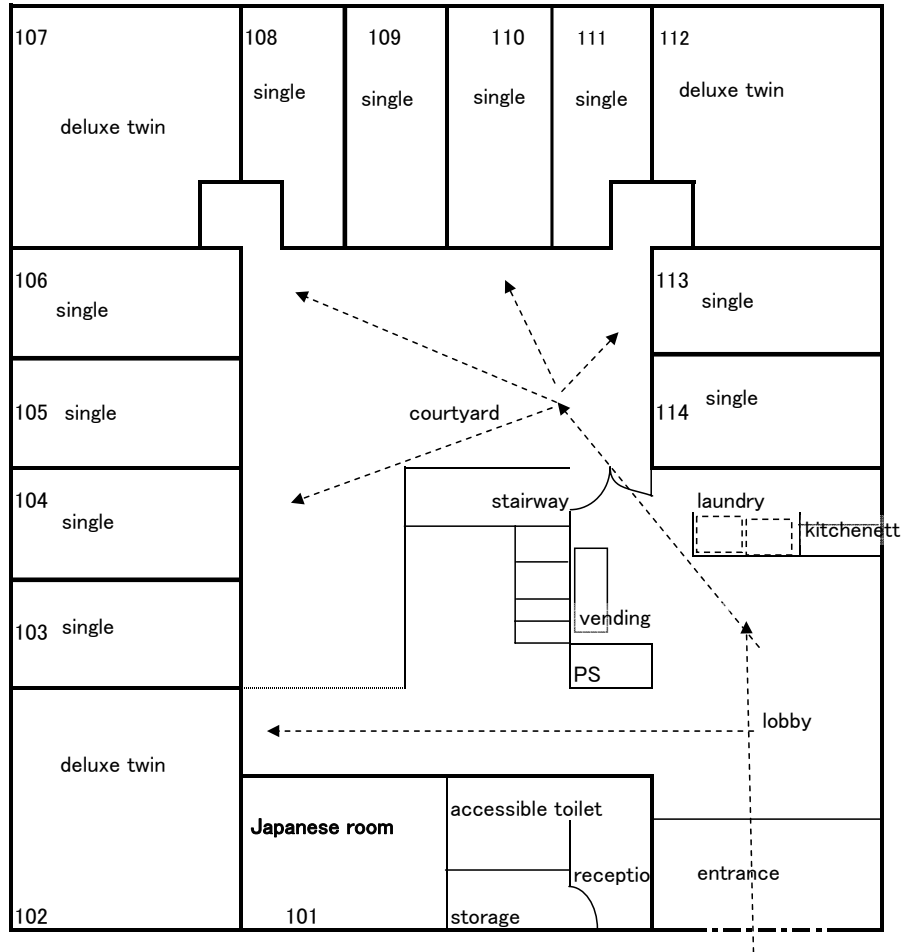 107
108
109
110
111
112
single
single
single
single
deluxe twin
deluxe twin
106
single
113
single
105 single
courtyard
114
single
104
single
stairway
laundry
kitchenett
103 single
vending
PS
lobby
deluxe twin
Japanese room
accessible toilet
receptio
entrance
102
101
storage